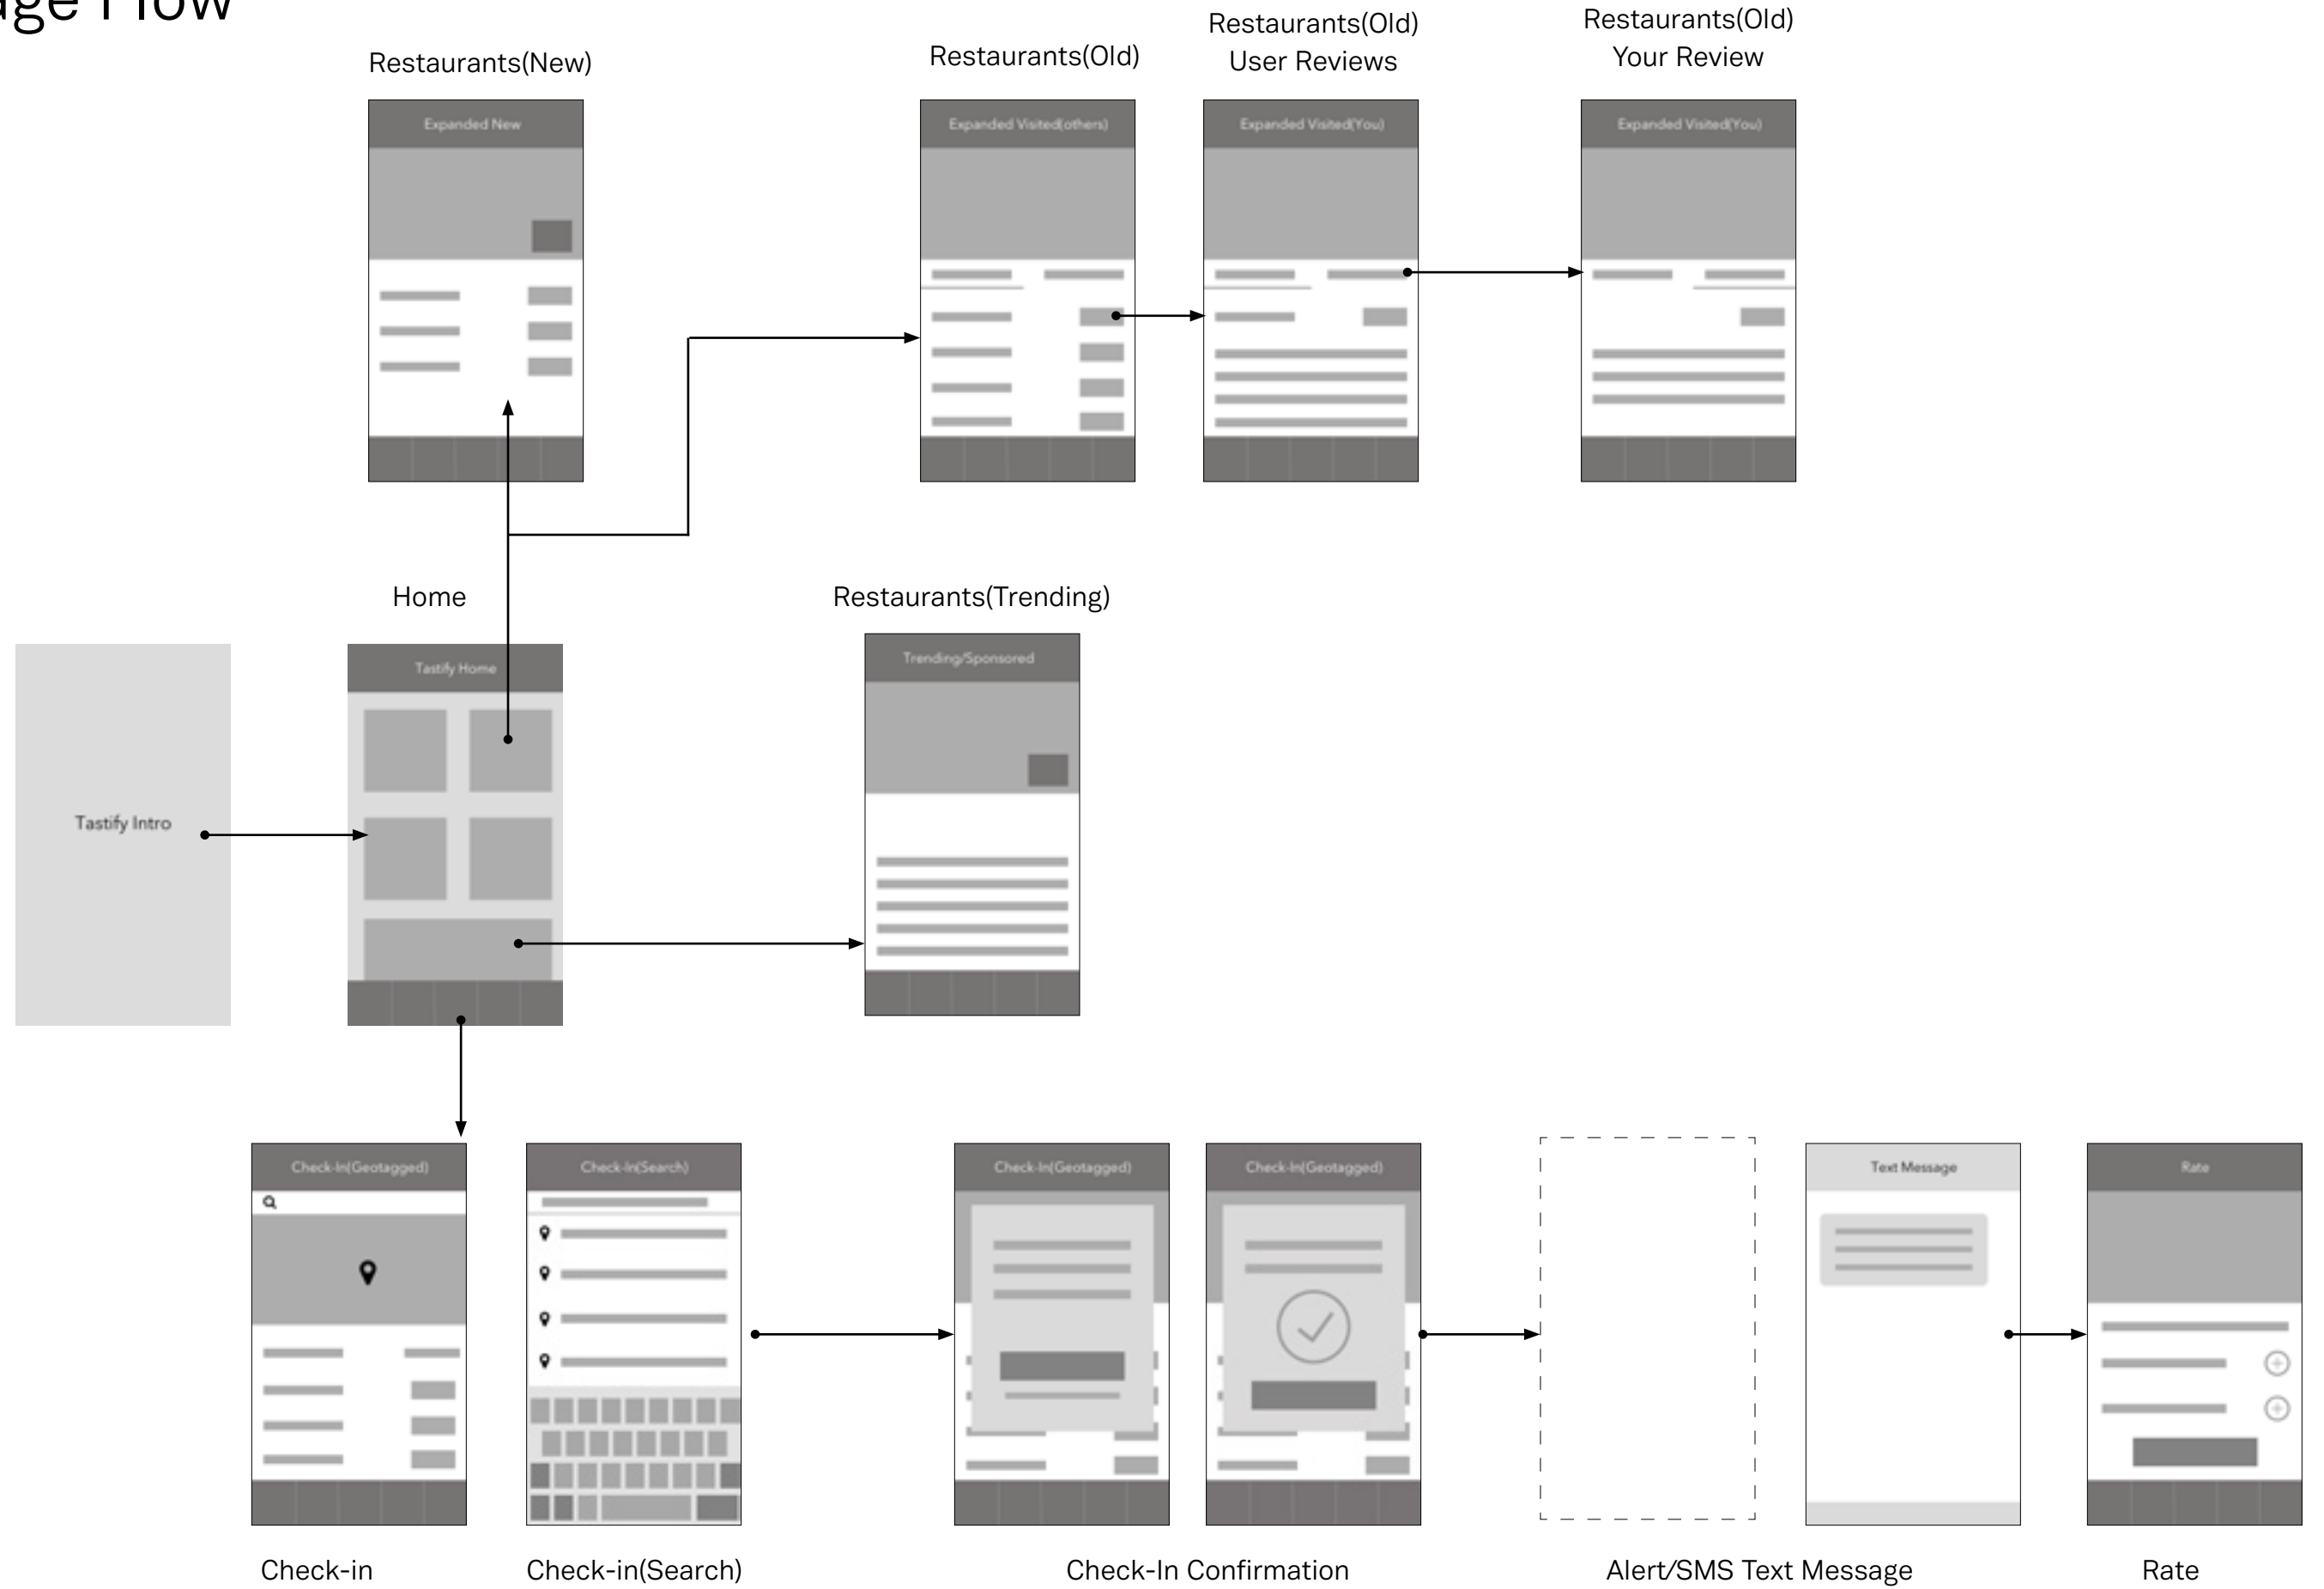 age Flow
Restaurants(New)
Restaurants(Old)
Restaurants(Old)
User Reviews
Restaurants(Old)
Your Review
Expanded New
Expanded Visited(others)
Expanded Visited(You)
Expanded Visited(You)
Home
Restaurants(Trending)
Tastify Intro
Tastify Home
Trending/Sponsored
Check-In(Geotagged)
Check-In(Search)
Check-In(Geotagged)
Check-In(Geotagged)
Text Message
Rate
Check-in
Check-in(Search)
Check-In Confirmation
Alert/SMS Text Message
Rate